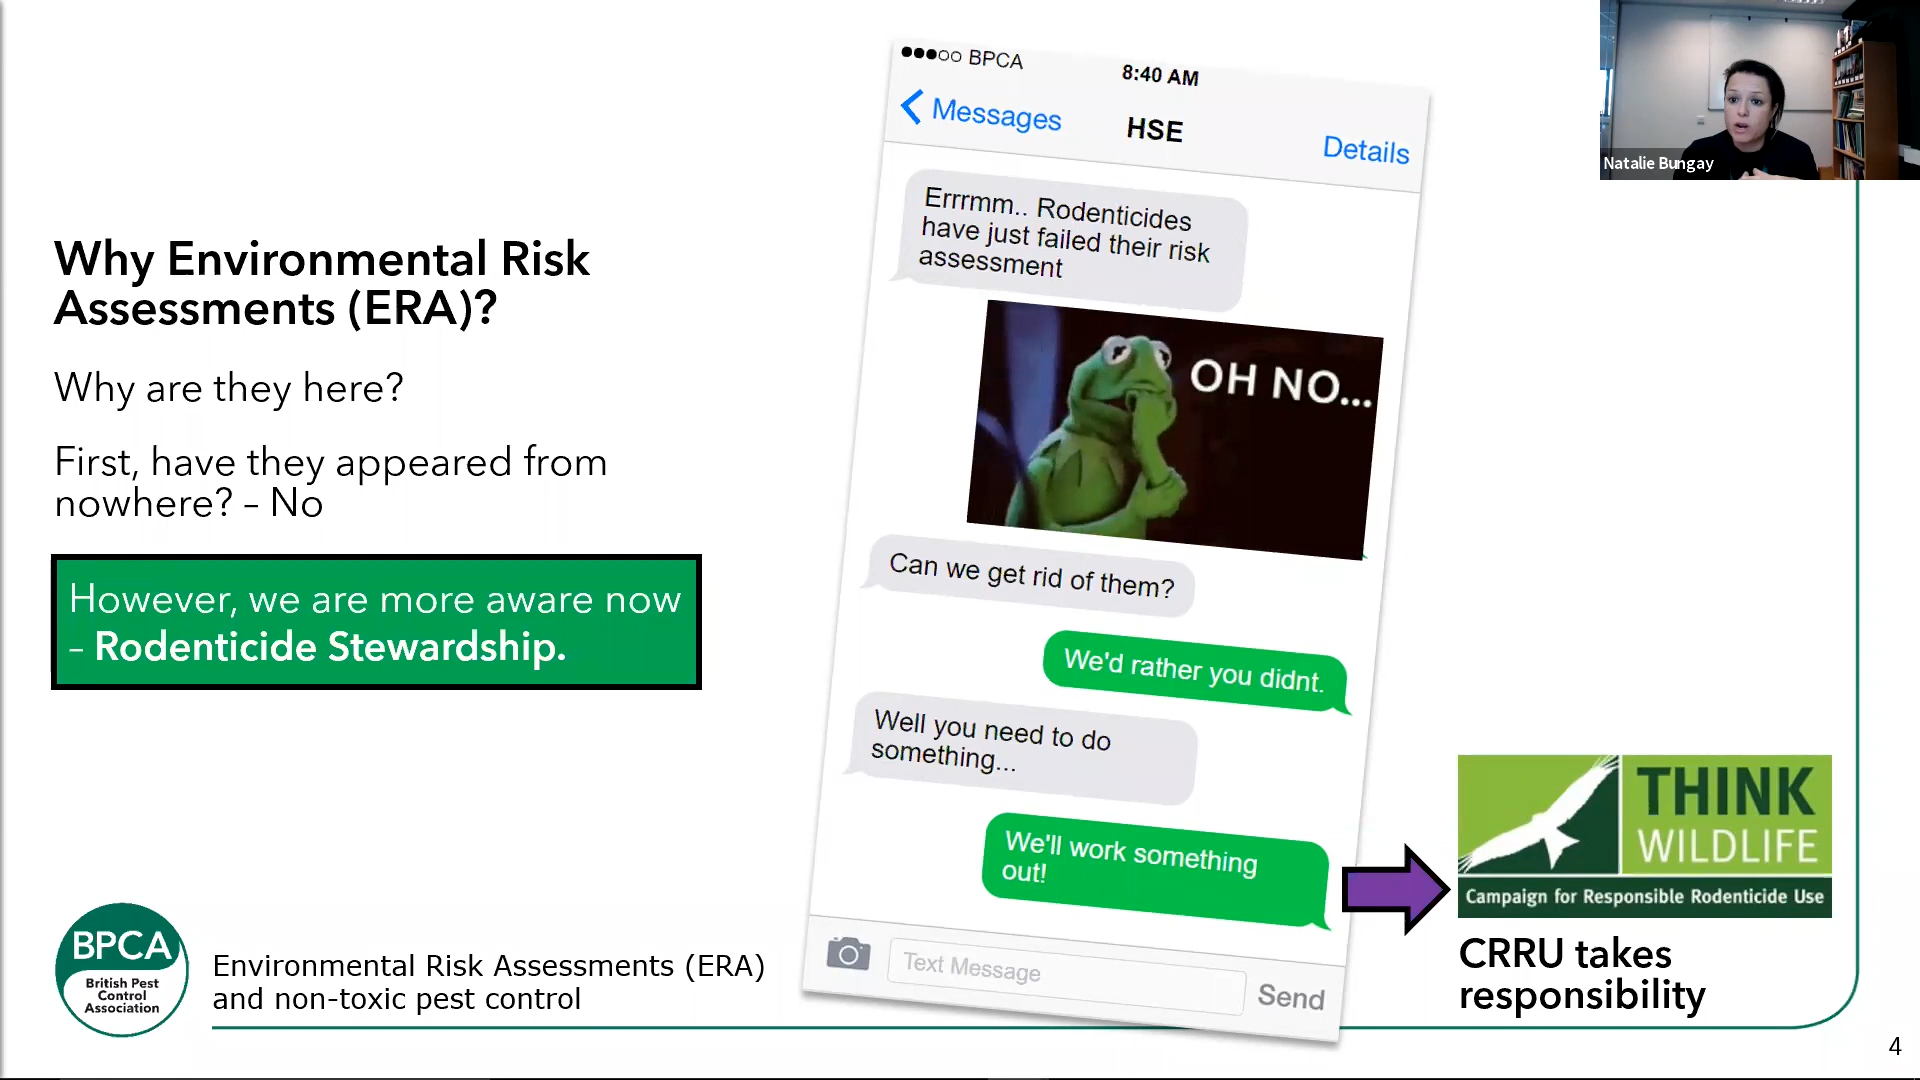 Why Environmental Risk
Assessments (ERA)?
Why are they here?
First, have they appeared from
nowhere? – No
However, we are more aware now
– Rodenticide Stewardship.
BPCA
8:40 AM
Messages
HSE
Details
Errrmm.. Rodenticides
have just failed their risk
assessment
OH NO...
Can we get rid of them?
We'd rather you didnt.
Well you need to do
something...
We'll work something
out!
Text Message
Send
Natalie Bungay
THINK
WILDLIFE
Campaign for Responsible Rodenticide Use
CRRU takes
responsibility
BPCA
British Pest
Control
Association
Environmental Risk Assessments (ERA)
and non-toxic pest control
4